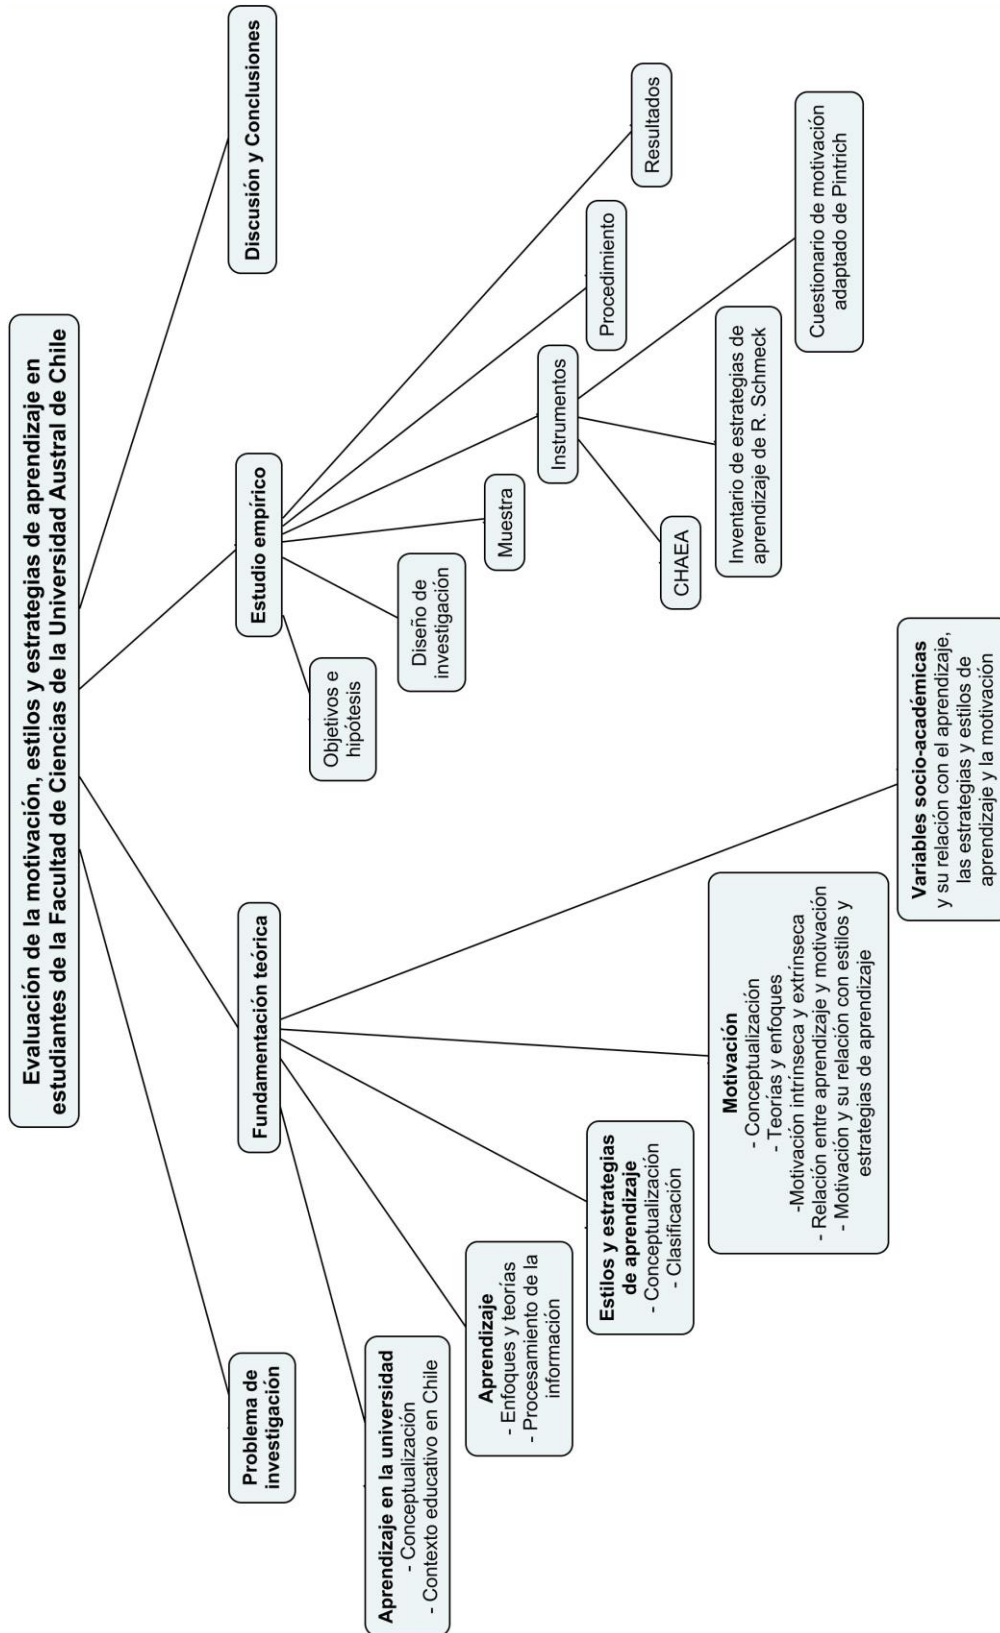 Evaluación de la motivación, estilos y estrategias de aprendizaje en
estudiantes de la Facultad de Ciencias de la Universidad Austral de Chile
Problema de
investigación
Fundamentación teórica
Estudio empírico
Discusión y Conclusiones
Aprendizaje en la universidad
- Conceptualización
- Contexto educativo en Chile
Aprendizaje
- Enfoques y teorías
- Procesamiento de la
información
Estilos y estrategias
de aprendizaje
- Conceptualización
- Clasificación
Motivación
- Conceptualización
- Teorías y enfoques
-Motivación intrínseca y extrínseca
- Relación entre aprendizaje y motivación
- Motivación y su relación con estilos y
estrategias de aprendizaje
Variables socio-académicas
y su relación con el aprendizaje,
las estrategias y estilos de
aprendizaje y la motivación
Objetivos e
hipótesis
Diseño de
investigación
Muestra
Instrumentos
Procedimiento
Resultados
CHAEA
Inventario de estrategias de
aprendizaje de R. Schmeck
Cuestionario de motivación
adaptado de Pintrich